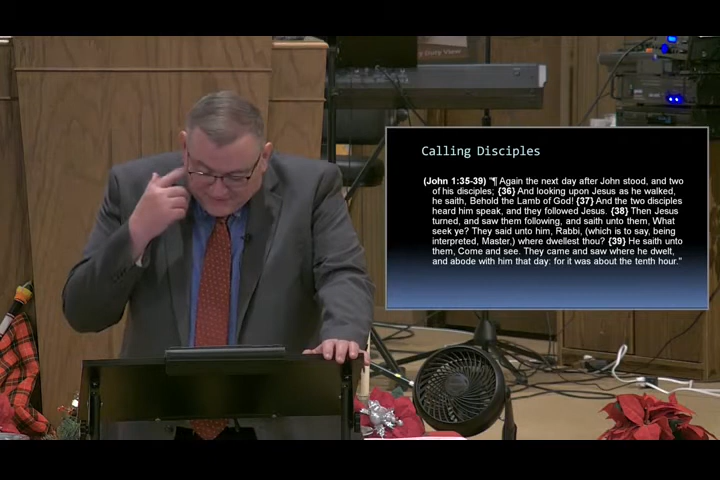 Duty View
Calling Disciples
(John 1:35-39) "¶ Again the next day after John stood, and two
of his disciples; {36} And looking upon Jesus as he walked,
he saith, Behold the Lamb of God! {37} And the two disciples
heard him speak, and they followed Jesus. {38} Then Jesus
turned, and saw them following, and saith unto them, What
seek ye? They said unto him, Rabbi, (which is to say, being
interpreted, Master,) where dwellest thou? {39} He saith unto
them, Come and see. They came and saw where he dwelt,
and abode with him that day: for it was about the tenth hour."